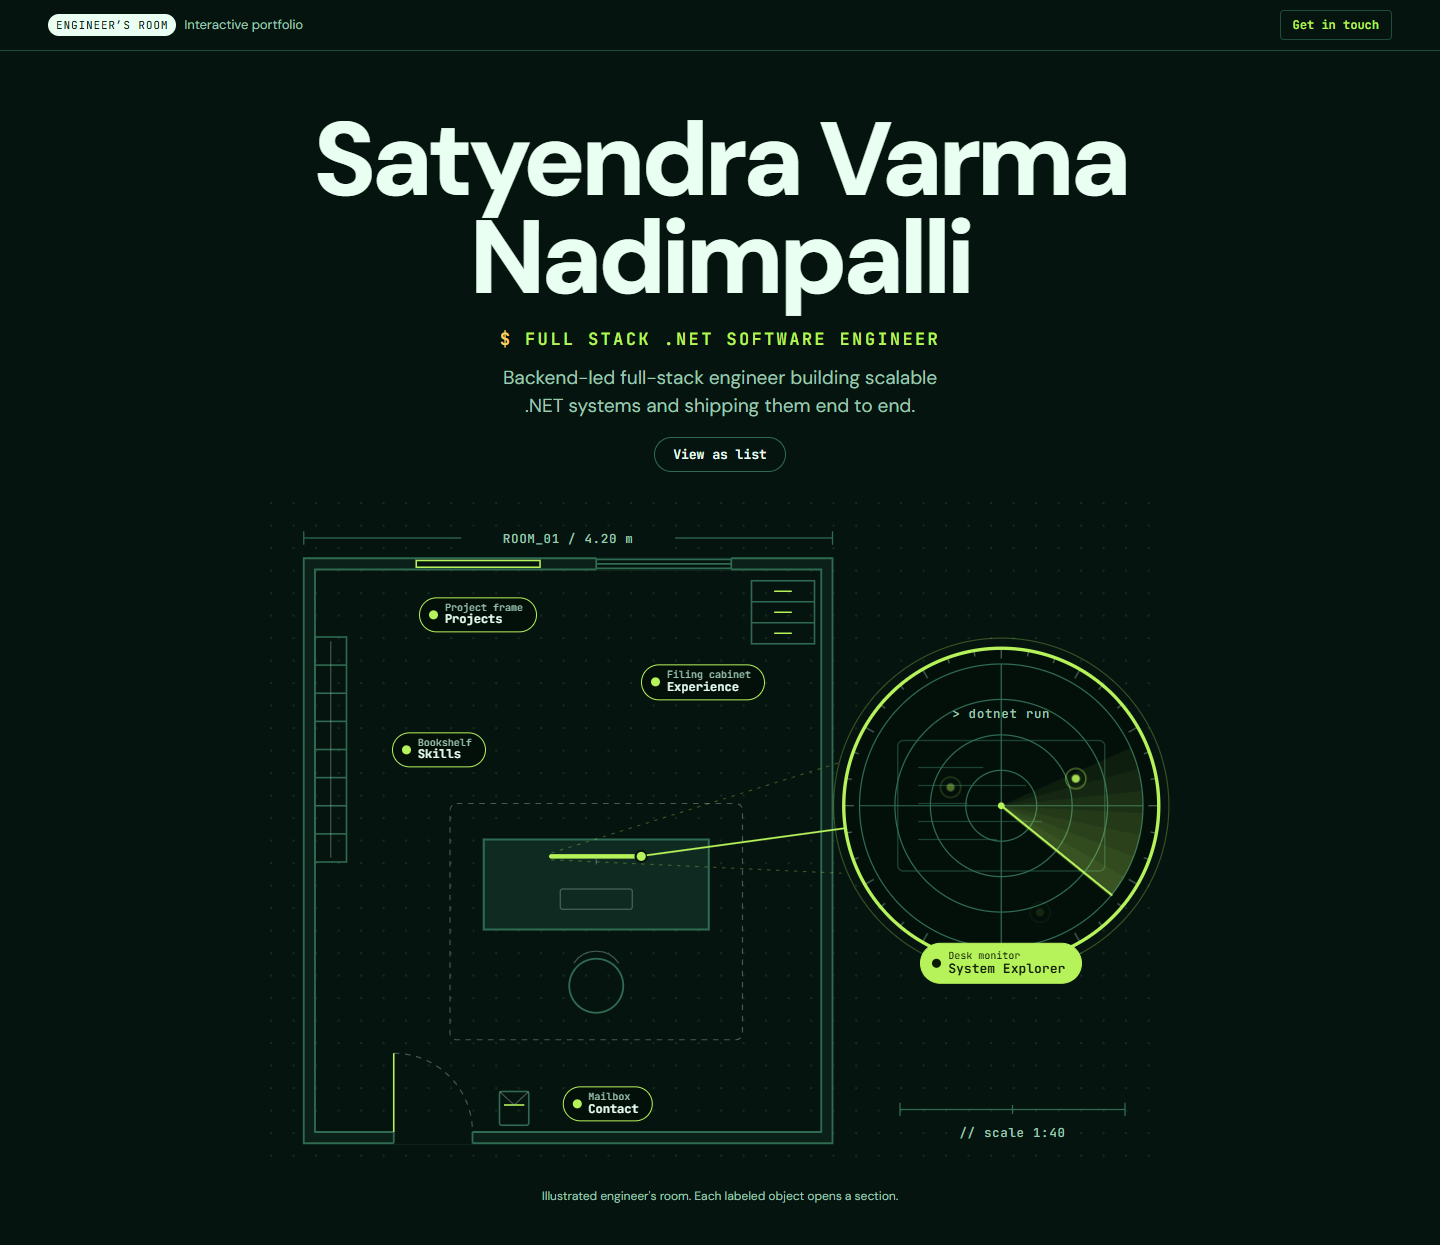 ENGINEER’S ROOM Interactive portfolio
Get in touch
Satyendra Varma
Nadimpalli
$ FULL STACK .NET SOFTWARE ENGINEER
Backend-led full-stack engineer building scalable
.NET systems and shipping them end to end.
View as list
ROOM_01 / 4.20 m
Project frame
Projects
Filing cabinet
Experience
> dotnet run
Bookshelf
Skills
Desk monitor
System Explorer
Mailbox
Contact
// scale 1:40
Illustrated engineer's room. Each labeled object opens a section.